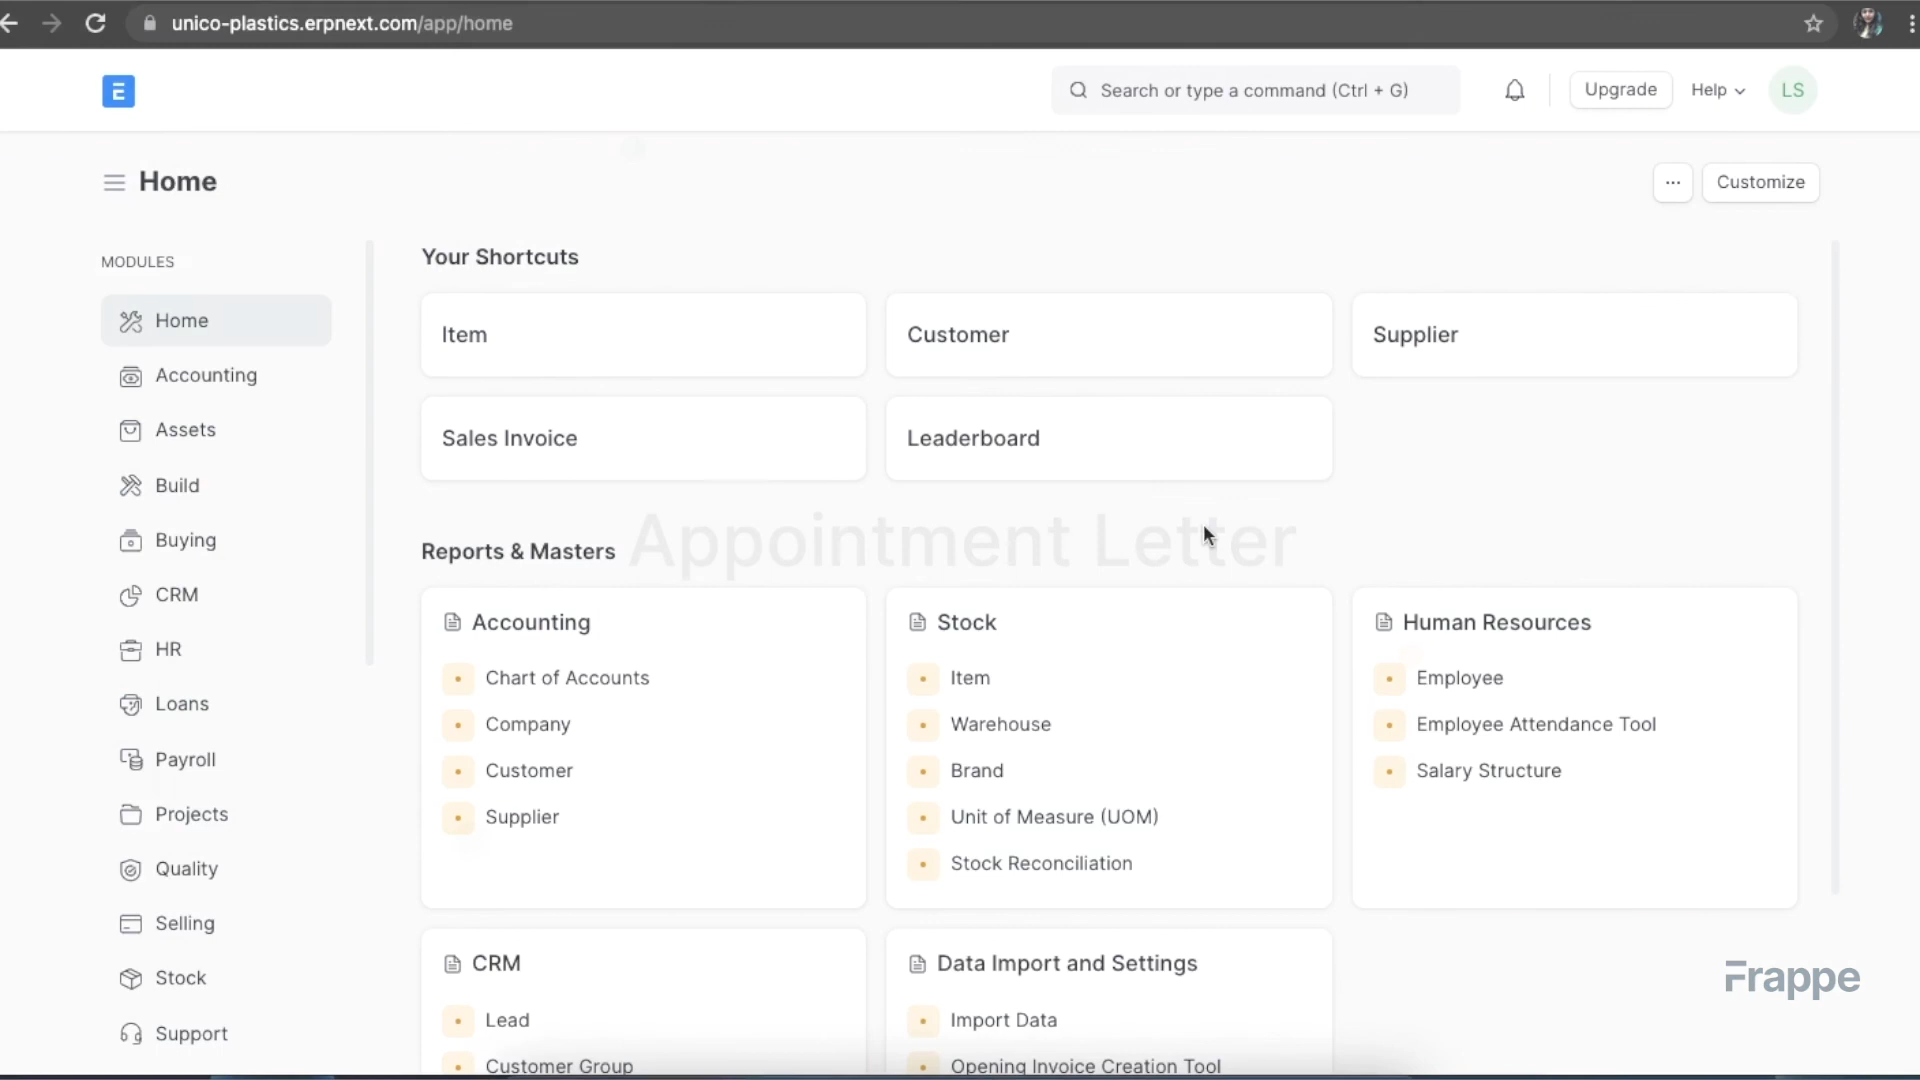 unico-plastics.erpnext.com/app/home
E
Search or type a command (Ctrl + G)
Upgrade
Help
LS
Home
...
Customize
MODULES
Home
Accounting
Assets
Build
Buying
CRM
HR
Loans
Payroll
Projects
Quality
Selling
Stock
Support
Your Shortcuts
Item
Customer
Supplier
Sales Invoice
Leaderboard
Appointment Letter
Reports & Masters
Accounting
Chart of Accounts
Company
Customer
Supplier
Stock
Item
Warehouse
Brand
Unit of Measure (UOM)
Stock Reconciliation
Human Resources
Employee
Employee Attendance Tool
Salary Structure
CRM
Lead
Customer Group
Data Import and Settings
Import Data
Opening Invoice Creation Tool
Frappe